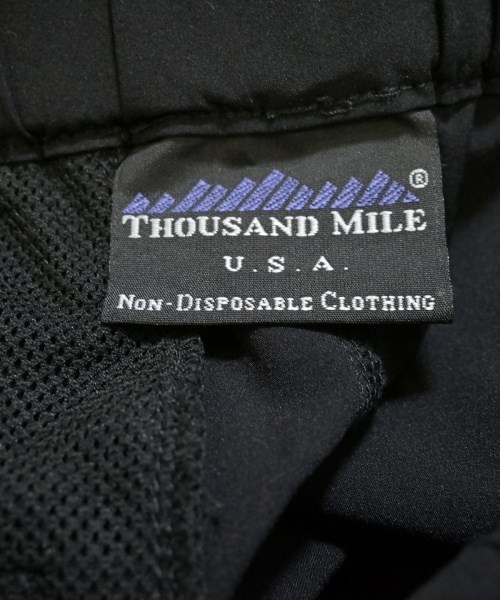 ®
THOUSAND MILE
U.S.A.
NON-DISPOSABLE CLOTHING